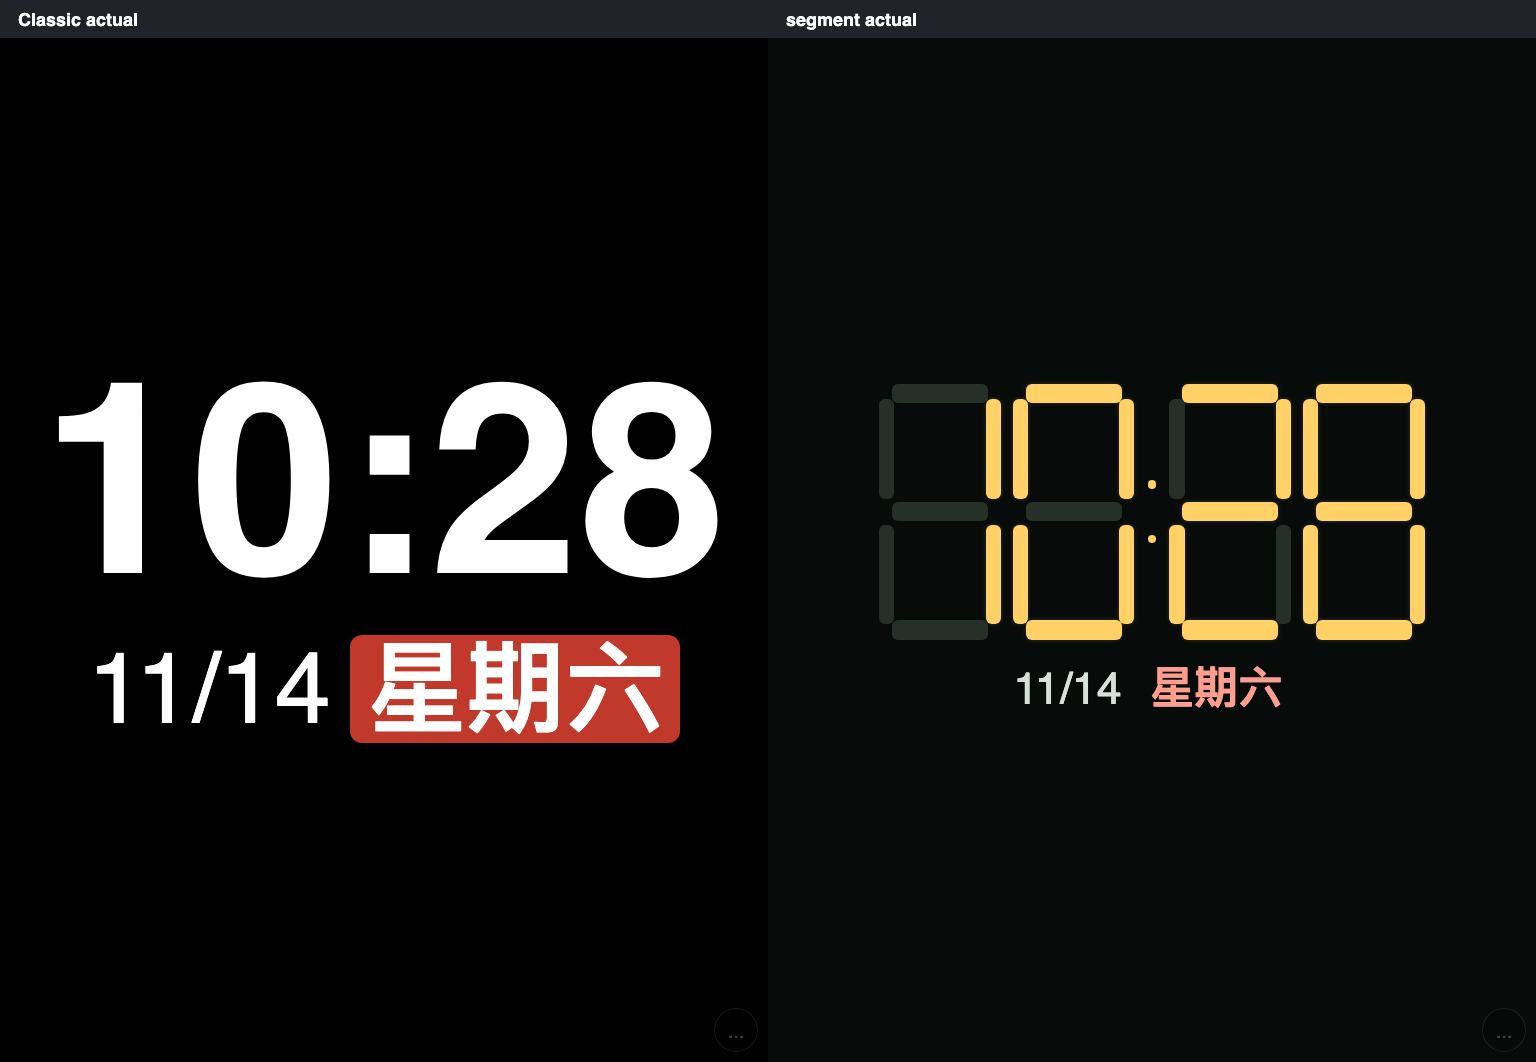 Classic actual
10:28
11/14 星期六
...
segment actual
10:28
11/14 星期六
...